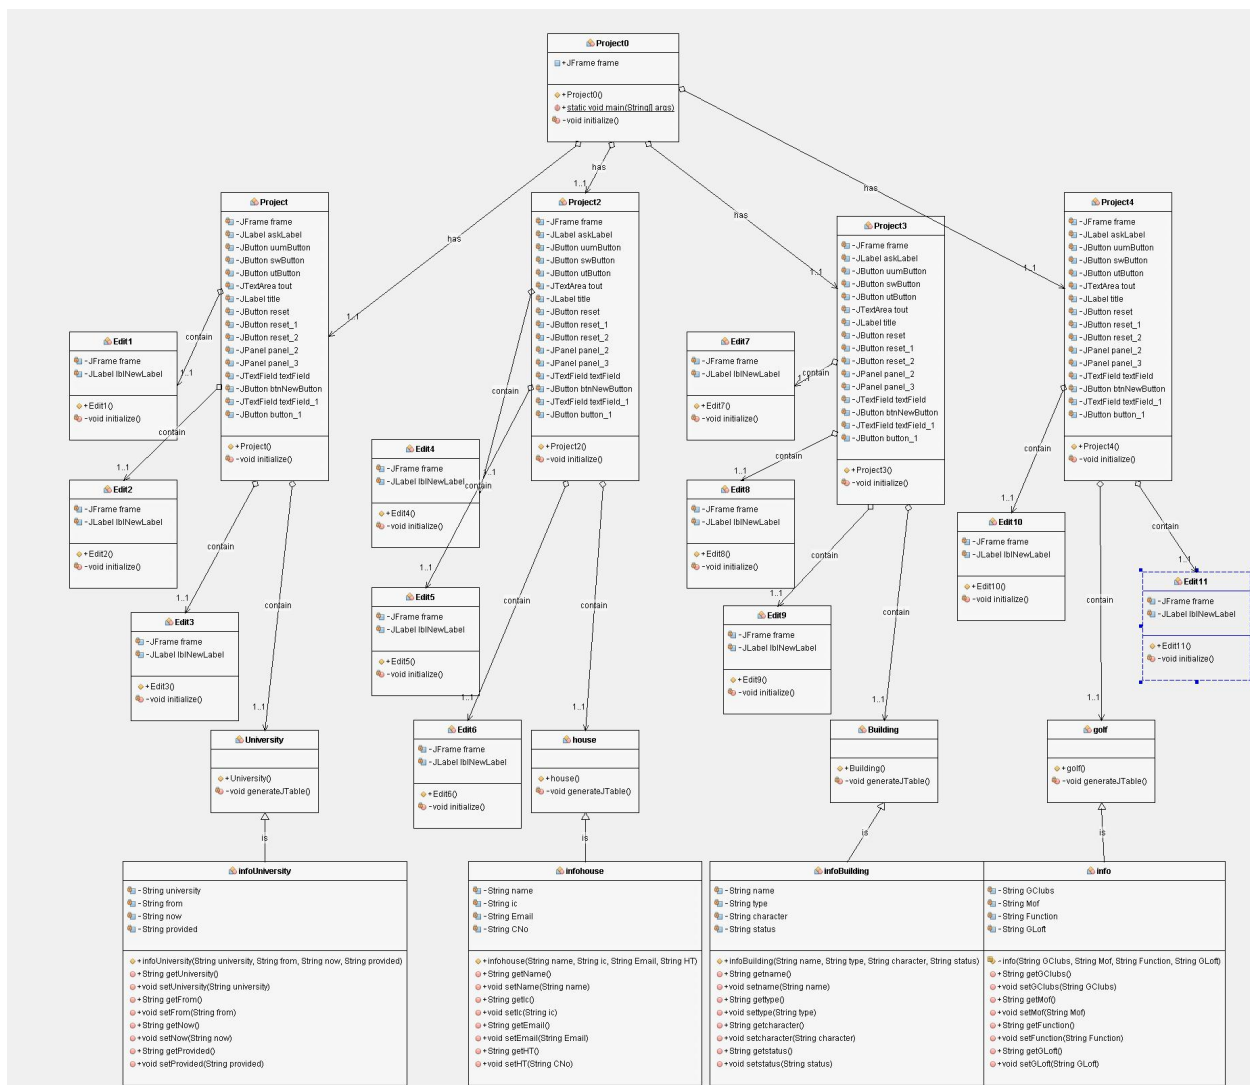 Project0
+JFrame frame
+Project0()
+static void main(String[] args)
-void initialize()
has
1..1
has
1..1
has
1..1
has
1..1
Project
-JFrame frame
-JLabel askLabel
-JButton uumButton
-JButton swButton
-JButton utButton
-JTextArea tout
-JLabel title
-JButton reset
-JButton reset_1
-JButton reset_2
-JPanel panel_2
-JPanel panel_3
-JTextField textField
-JButton btnNewButton
-JTextField textField_1
-JButton button_1
+Project()
-void initialize()
Project2
-JFrame frame
-JLabel askLabel
-JButton uumButton
-JButton swButton
-JButton utButton
-JTextArea tout
-JLabel title
-JButton reset
-JButton reset_1
-JButton reset_2
-JPanel panel_2
-JPanel panel_3
-JTextField textField
-JButton btnNewButton
-JTextField textField_1
-JButton button_1
+Project2()
-void initialize()
Project3
-JFrame frame
-JLabel askLabel
-JButton uumButton
-JButton swButton
-JButton utButton
-JTextArea tout
-JLabel title
-JButton reset
-JButton reset_1
-JButton reset_2
-JPanel panel_2
-JPanel panel_3
-JTextField textField
-JButton btnNewButton
-JTextField textField_1
-JButton button_1
+Project3()
-void initialize()
Project4
-JFrame frame
-JLabel askLabel
-JButton uumButton
-JButton swButton
-JButton utButton
-JTextArea tout
-JLabel title
-JButton reset
-JButton reset_1
-JButton reset_2
-JPanel panel_2
-JPanel panel_3
-JTextField textField
-JButton btnNewButton
-JTextField textField_1
-JButton button_1
+Project4()
-void initialize()
contain
1..1
Edit1
-JFrame frame
-JLabel lblNewLabel
+Edit1()
-void initialize()
contain
1..1
Edit2
-JFrame frame
-JLabel lblNewLabel
+Edit2()
-void initialize()
contain
1..1
Edit3
-JFrame frame
-JLabel lblNewLabel
+Edit3()
-void initialize()
contain
1..1
contain
1..1
Edit4
-JFrame frame
-JLabel lblNewLabel
+Edit4()
-void initialize()
contain
1..1
Edit5
-JFrame frame
-JLabel lblNewLabel
+Edit5()
-void initialize()
contain
1..1
Edit6
-JFrame frame
-JLabel lblNewLabel
+Edit6()
-void initialize()
contain
1..1
contain
1..1
Edit7
-JFrame frame
-JLabel lblNewLabel
+Edit7()
-void initialize()
contain
1..1
Edit8
-JFrame frame
-JLabel lblNewLabel
+Edit8()
-void initialize()
contain
1..1
Edit9
-JFrame frame
-JLabel lblNewLabel
+Edit9()
-void initialize()
contain
1..1
contain
1..1
Edit10
-JFrame frame
-JLabel lblNewLabel
+Edit10()
-void initialize()
contain
1..1
Edit11
-JFrame frame
-JLabel lblNewLabel
+Edit11()
-void initialize()
contain
1..1
University
+University()
-void generateJTable()
house
+house()
-void generateJTable()
Building
+Building()
-void generateJTable()
golf
+golf()
-void generateJTable()
is
is
is
is
infoUniversity
-String university
-String from
-String now
-String provided
+infoUniversity(String university, String from, String now, String provided)
+String getUniversity()
+void setUniversity(String university)
+String getFrom()
+void setFrom(String from)
+String getNow()
+void setNow(String now)
+String getProvided()
+void setProvided(String provided)
infohouse
-String name
-String ic
-String Email
-String CNo
+infohouse(String name, String ic, String Email, String HT)
+String getName()
+void setName(String name)
+String getIc()
+void setIc(String ic)
+String getEmail()
+void setEmail(String Email)
+String getHT()
+void setHT(String CNo)
infoBuilding
-String name
-String type
-String character
-String status
+infoBuilding(String name, String type, String character, String status)
+String getname()
+void setname(String name)
+String gettype()
+void settype(String type)
+String getcharacter()
+void setcharacter(String character)
+String getstatus()
+void setstatus(String status)
info
-String GClubs
-String Mof
-String Function
-String GLoft
-info(String GClubs, String Mof, String Function, String GLoft)
+String getGClubs()
+void setGClubs(String GClubs)
+String getMof()
+void setMof(String Mof)
+String getFunction()
+void setFunction(String Function)
+String getGLoft()
+void setGLoft(String GLoft)